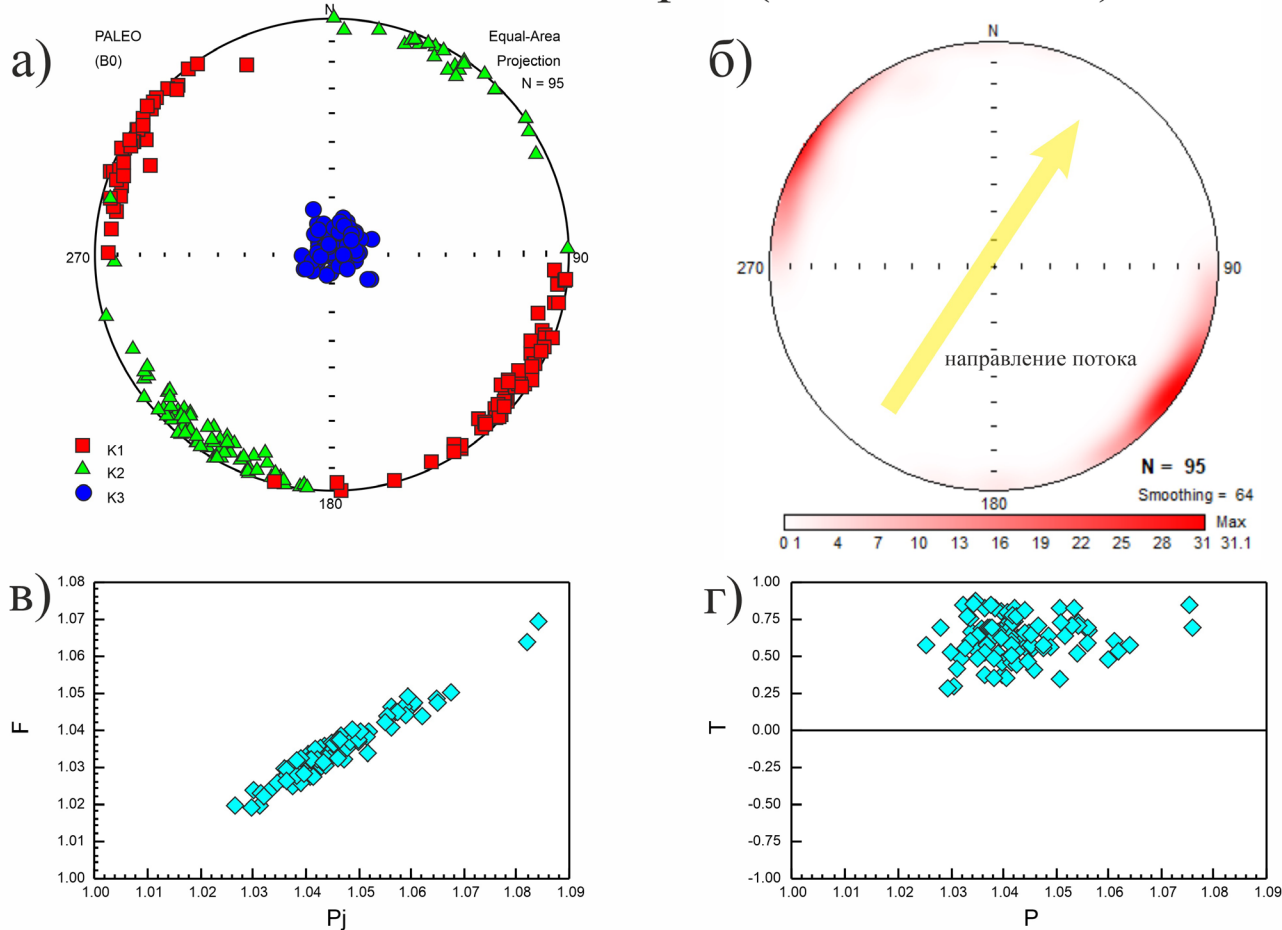 а)
PALEO
(B0)
N
Equal-Area
Projection
N = 95
270
90
180
K1
K2
K3
б)
N
270
90
180
направление потока
N = 95
Smoothing = 64
Max
0 1 4 7 10 13 16 19 22 25 28 31 31.1
в)
1.08
1.07
1.06
1.05
1.04
1.03
1.02
1.01
1.00
F
1.00 1.01 1.02 1.03 1.04 1.05 1.06 1.07 1.08 1.09
Pj
г)
1.00
0.75
0.50
0.25
0.00
-0.25
-0.50
-0.75
-1.00
T
1.00 1.01 1.02 1.03 1.04 1.05 1.06 1.07 1.08 1.09
P